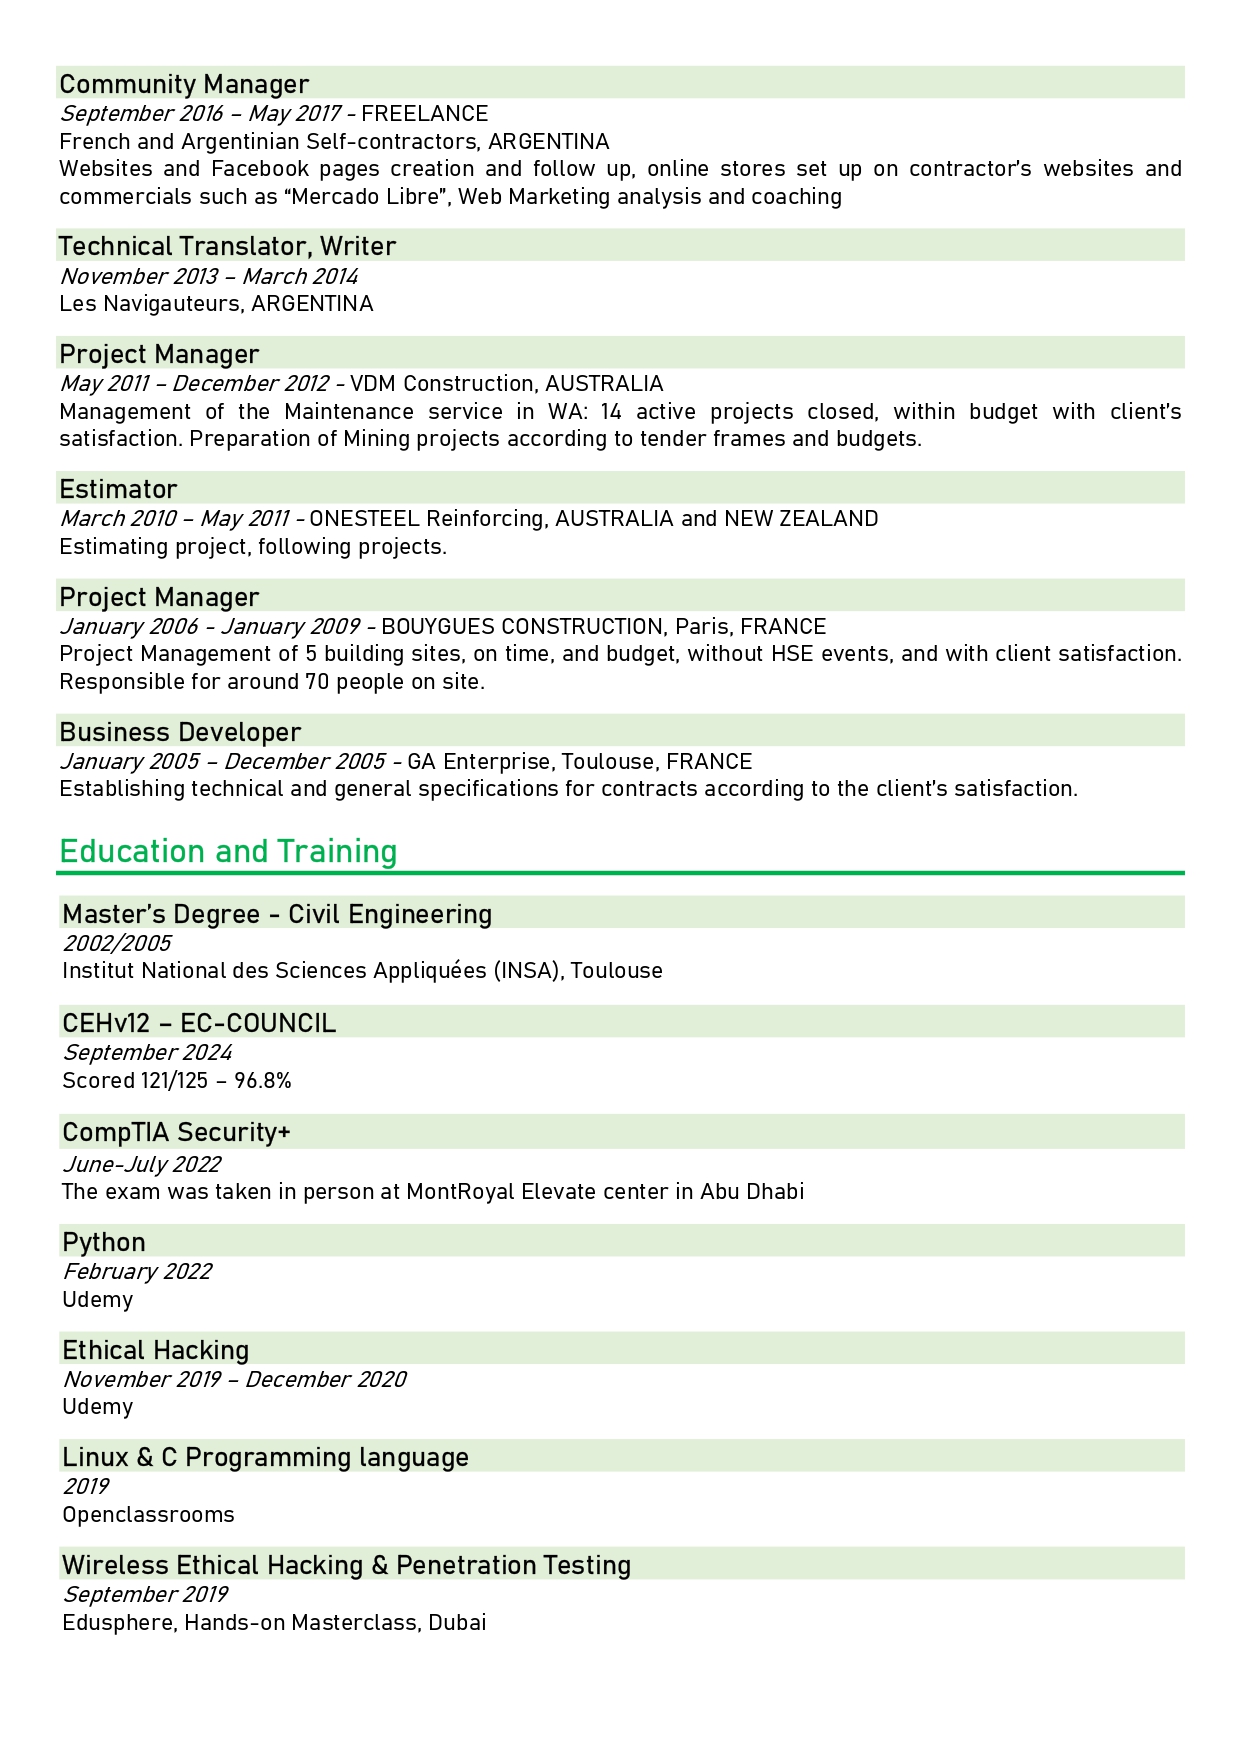 Community Manager
September 2016 – May 2017 - FREELANCE
French and Argentinian Self-contractors, ARGENTINA
Websites and Facebook pages creation and follow up, online stores set up on contractor’s websites and
commercials such as “Mercado Libre”, Web Marketing analysis and coaching
Technical Translator, Writer
November 2013 – March 2014
Les Navigauteurs, ARGENTINA
Project Manager
May 2011 – December 2012 - VDM Construction, AUSTRALIA
Management of the Maintenance service in WA: 14 active projects closed, within budget with client’s
satisfaction. Preparation of Mining projects according to tender frames and budgets.
Estimator
March 2010 – May 2011 - ONESTEEL Reinforcing, AUSTRALIA and NEW ZEALAND
Estimating project, following projects.
Project Manager
January 2006 - January 2009 - BOUYGUES CONSTRUCTION, Paris, FRANCE
Project Management of 5 building sites, on time, and budget, without HSE events, and with client satisfaction.
Responsible for around 70 people on site.
Business Developer
January 2005 – December 2005 - GA Enterprise, Toulouse, FRANCE
Establishing technical and general specifications for contracts according to the client’s satisfaction.
Education and Training
Master’s Degree - Civil Engineering
2002/2005
Institut National des Sciences Appliquées (INSA), Toulouse
CEHv12 – EC-COUNCIL
September 2024
Scored 121/125 – 96.8%
CompTIA Security+
June-July 2022
The exam was taken in person at MontRoyal Elevate center in Abu Dhabi
Python
February 2022
Udemy
Ethical Hacking
November 2019 – December 2020
Udemy
Linux & C Programming language
2019
Openclassrooms
Wireless Ethical Hacking & Penetration Testing
September 2019
Edusphere, Hands-on Masterclass, Dubai